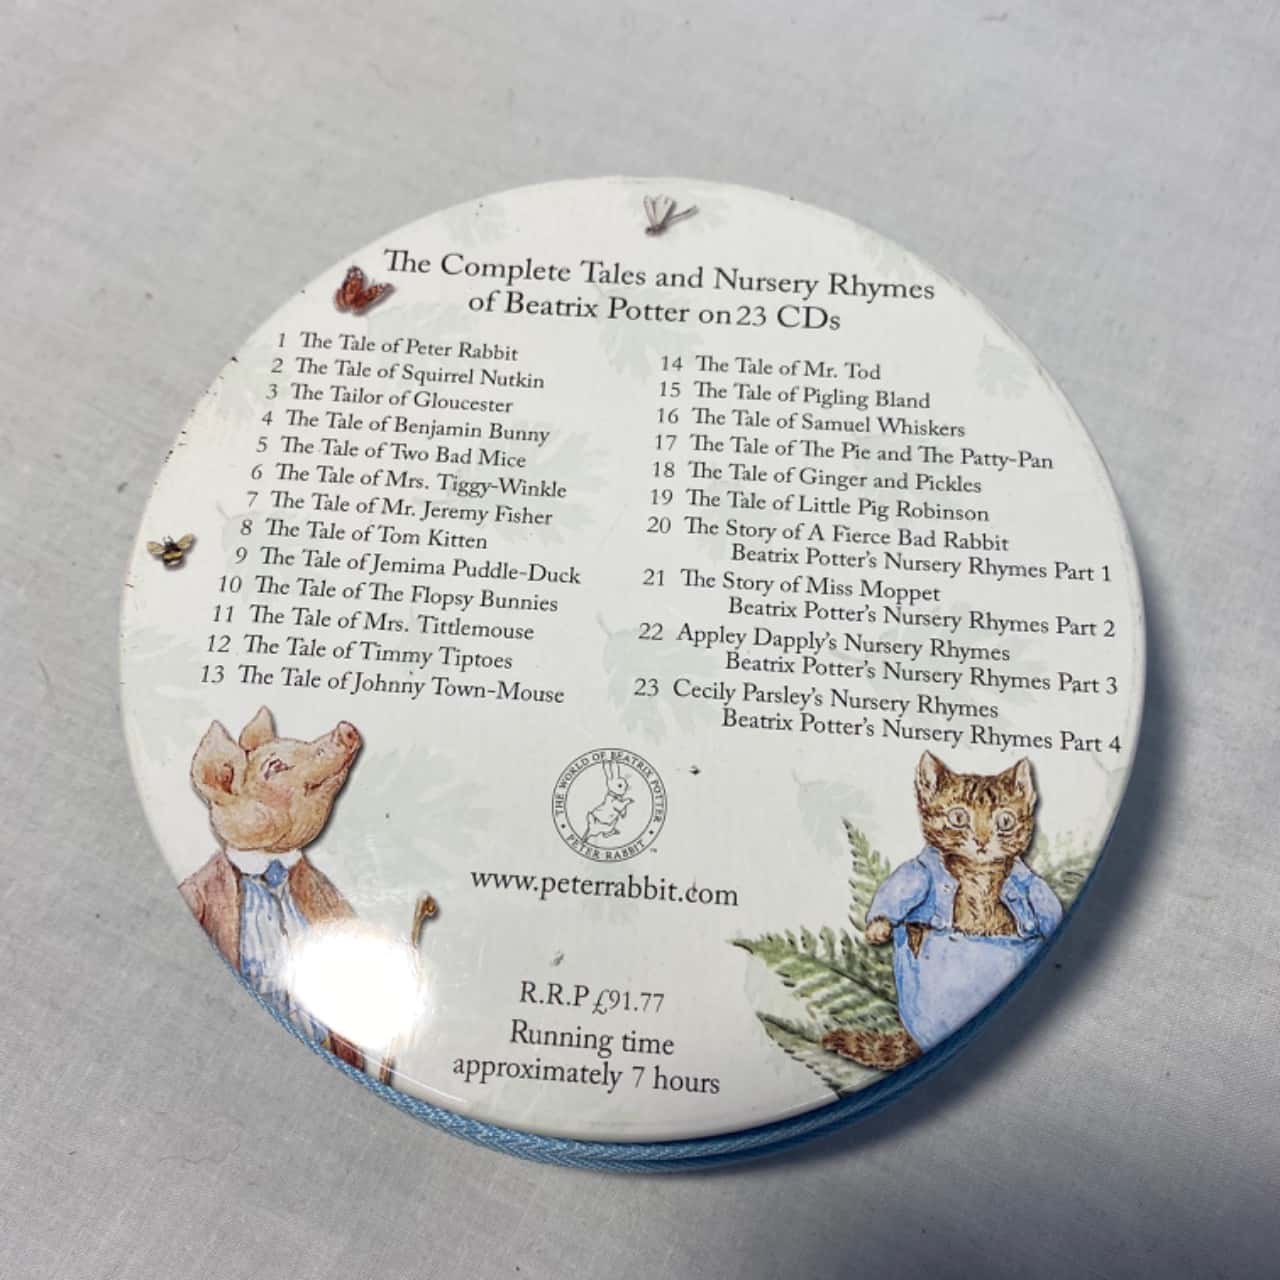 The Complete Tales and Nursery Rhymes
of Beatrix Potter on 23 CDs
1 The Tale of Peter Rabbit
2 The Tale of Squirrel Nutkin
3 The Tailor of Gloucester
4 The Tale of Benjamin Bunny
5 The Tale of Two Bad Mice
6 The Tale of Mrs. Tiggy-Winkle
7 The Tale of Mr. Jeremy Fisher
8 The Tale of Tom Kitten
9 The Tale of Jemima Puddle-Duck
10 The Tale of The Flopsy Bunnies
11 The Tale of Mrs. Tittlemouse
12 The Tale of Timmy Tiptoes
13 The Tale of Johnny Town-Mouse
14 The Tale of Mr. Tod
15 The Tale of Pigling Bland
16 The Tale of Samuel Whiskers
17 The Tale of The Pie and The Patty-Pan
18 The Tale of Ginger and Pickles
19 The Tale of Little Pig Robinson
20 The Story of A Fierce Bad Rabbit
Beatrix Potter's Nursery Rhymes Part 1
21 The Story of Miss Moppet
Beatrix Potter's Nursery Rhymes Part 2
22 Appley Dapply's Nursery Rhymes
Beatrix Potter's Nursery Rhymes Part 3
23 Cecily Parsley's Nursery Rhymes
Beatrix Potter's Nursery Rhymes Part 4
• THE WORLD OF BEATRIX POTTER •
PETER RABBIT ™
www.peterrabbit.com
R.R.P £91.77
Running time
approximately 7 hours